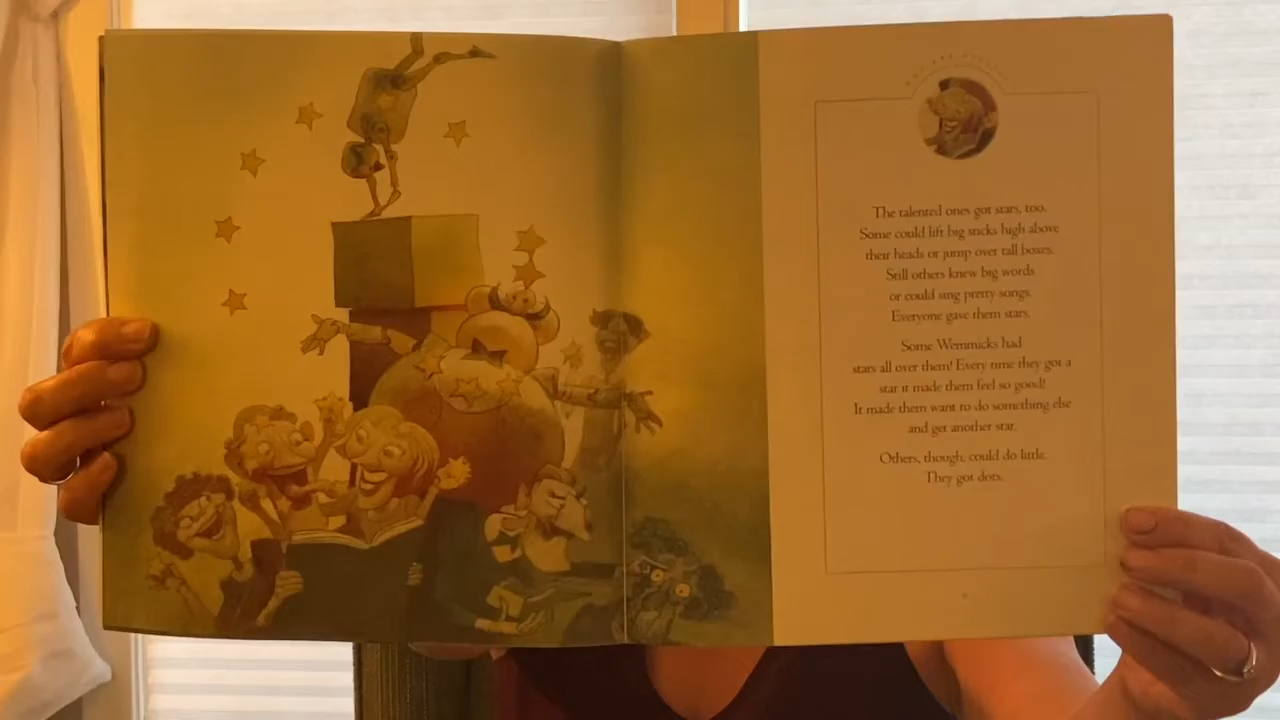 The talented ones got stars, too.
Some could lift big sticks high above
their heads or jump over tall boxes.
Still others knew big words
or could sing pretty songs.
Everyone gave them stars.
Some Wemmicks had
stars all over them! Every time they got a
star it made them feel so good!
It made them want to do something else
and get another star.
Others, though, could do little.
They got dots.